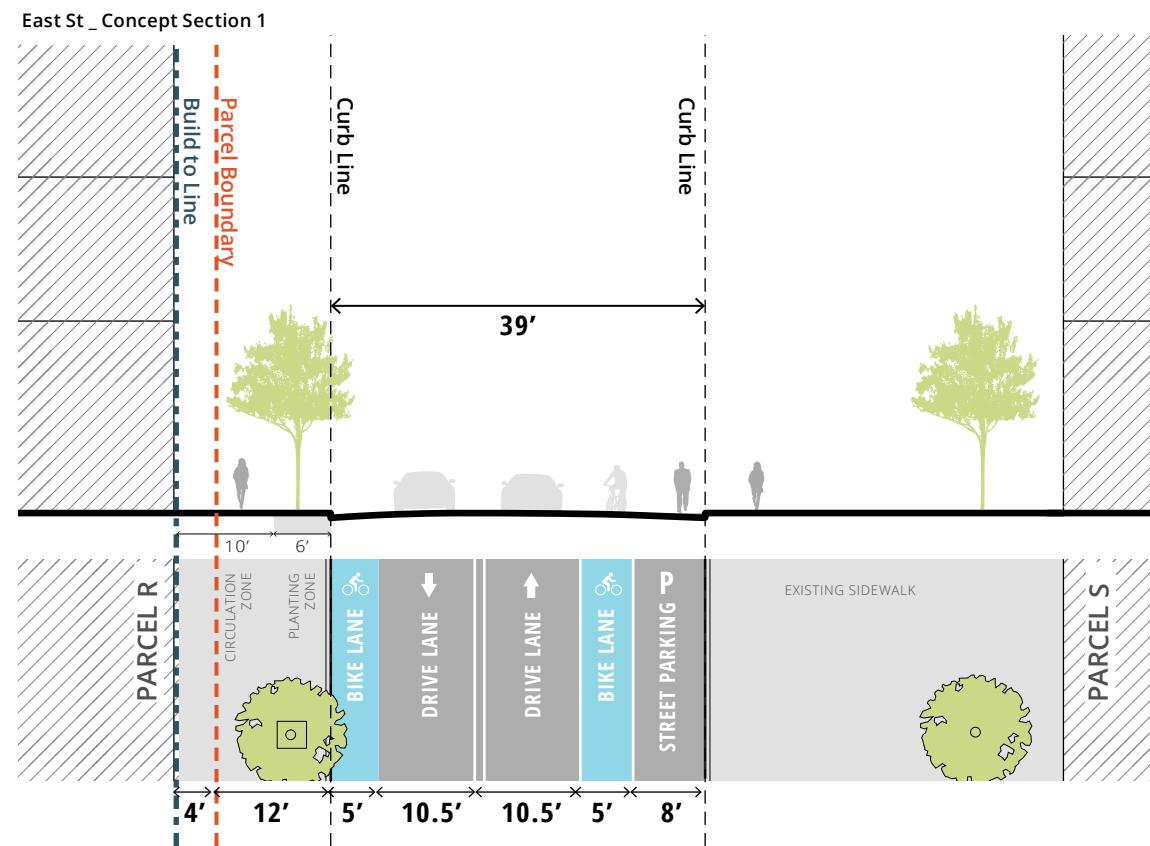 East St _ Concept Section 1
Build to Line
Parcel Boundary
Curb Line
Curb Line
39’
10’
6’
PARCEL R
CIRCULATION
ZONE
PLANTING
ZONE
BIKE LANE
DRIVE LANE
DRIVE LANE
BIKE LANE
STREET PARKING P
EXISTING SIDEWALK
PARCEL S
4’
12’
5’
10.5’
10.5’
5’
8’